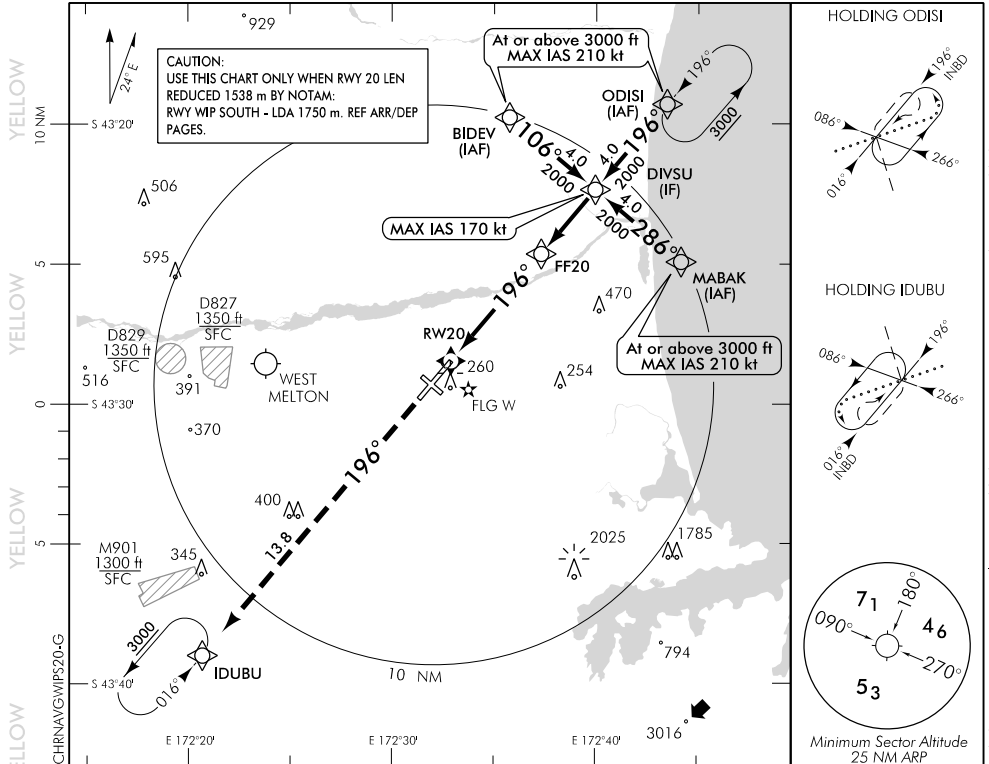 929
24° E
CAUTION:
USE THIS CHART ONLY WHEN RWY 20 LEN
REDUCED 1538 m BY NOTAM:
RWY WIP SOUTH - LDA 1750 m. REF ARR/DEP
PAGES.
At or above 3000 ft
MAX IAS 210 kt
196°
3000
ODISI
(IAF)
BIDEV
(IAF)
106°
4.0
2000
196°
4.0
2000
DIVSU
(IF)
MAX IAS 170 kt
4.0
2000
286°
MABAK
(IAF)
At or above 3000 ft
MAX IAS 210 kt
FF20
196°
RW20
260
FLG W
470
254
506
595
D827
1350 ft
SFC
D829
1350 ft
SFC
WEST
MELTON
516
391
370
196°
13.8
400
M901
1300 ft
SFC
345
2025
1785
3000
016°
IDUBU
10 NM
794
3016
10 NM
5
0
5
S 43°20'
S 43°30'
S 43°40'
E 172°20'
E 172°30'
E 172°40'
CHRNAVGWIPS20-G
YELLOW
YELLOW
YELLOW
ELLOW
HOLDING ODISI
196°
INBD
086°
266°
016°
HOLDING IDUBU
196°
086°
266°
016°
INBD
71
180°
090°
46
270°
53
Minimum Sector Altitude
25 NM ARP